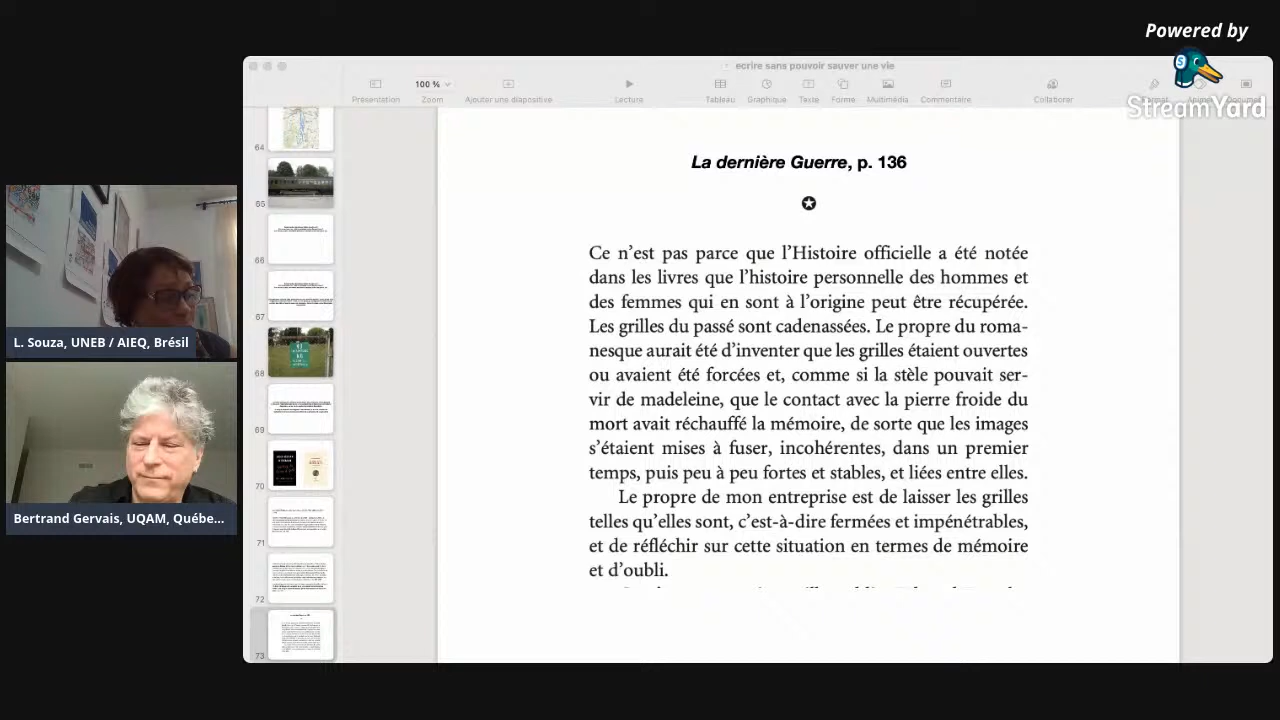 Powered by
StreamYard
ecrire sans pouvoir sauver une vie
100 %
Présentation
Zoom
Ajouter une diapositive
Lecture
Tableau
Graphique
Texte
Forme
Multimédia
Commentaire
Collaborer
64
65
66
67
68
69
70
71
72
73
La dernière Guerre, p. 136
Ce n’est pas parce que l’Histoire officielle a été notée
dans les livres que l’histoire personnelle des hommes et
des femmes qui en sont à l’origine peut être récupérée.
Les grilles du passé sont cadenassées. Le propre du roma-
nesque aurait été d’inventer que les grilles étaient ouvertes
ou avaient été forcées et, comme si la stèle pouvait ser-
vir de madeleine, que le contact avec la pierre froide du
mort avait réchauffé la mémoire, de sorte que les images
s’étaient mises à fuser, incohérentes, dans un premier
temps, puis peu à peu fortes et stables, et liées entre elles.
Le propre de mon entreprise est de laisser les grilles
telles qu’elles sont, c’est-à-dire fermées et impénétrables,
et de réfléchir sur cette situation en termes de mémoire
et d’oubli.
L. Souza, UNEB / AIEQ, Brésil
d Gervais, UQAM, Québe...